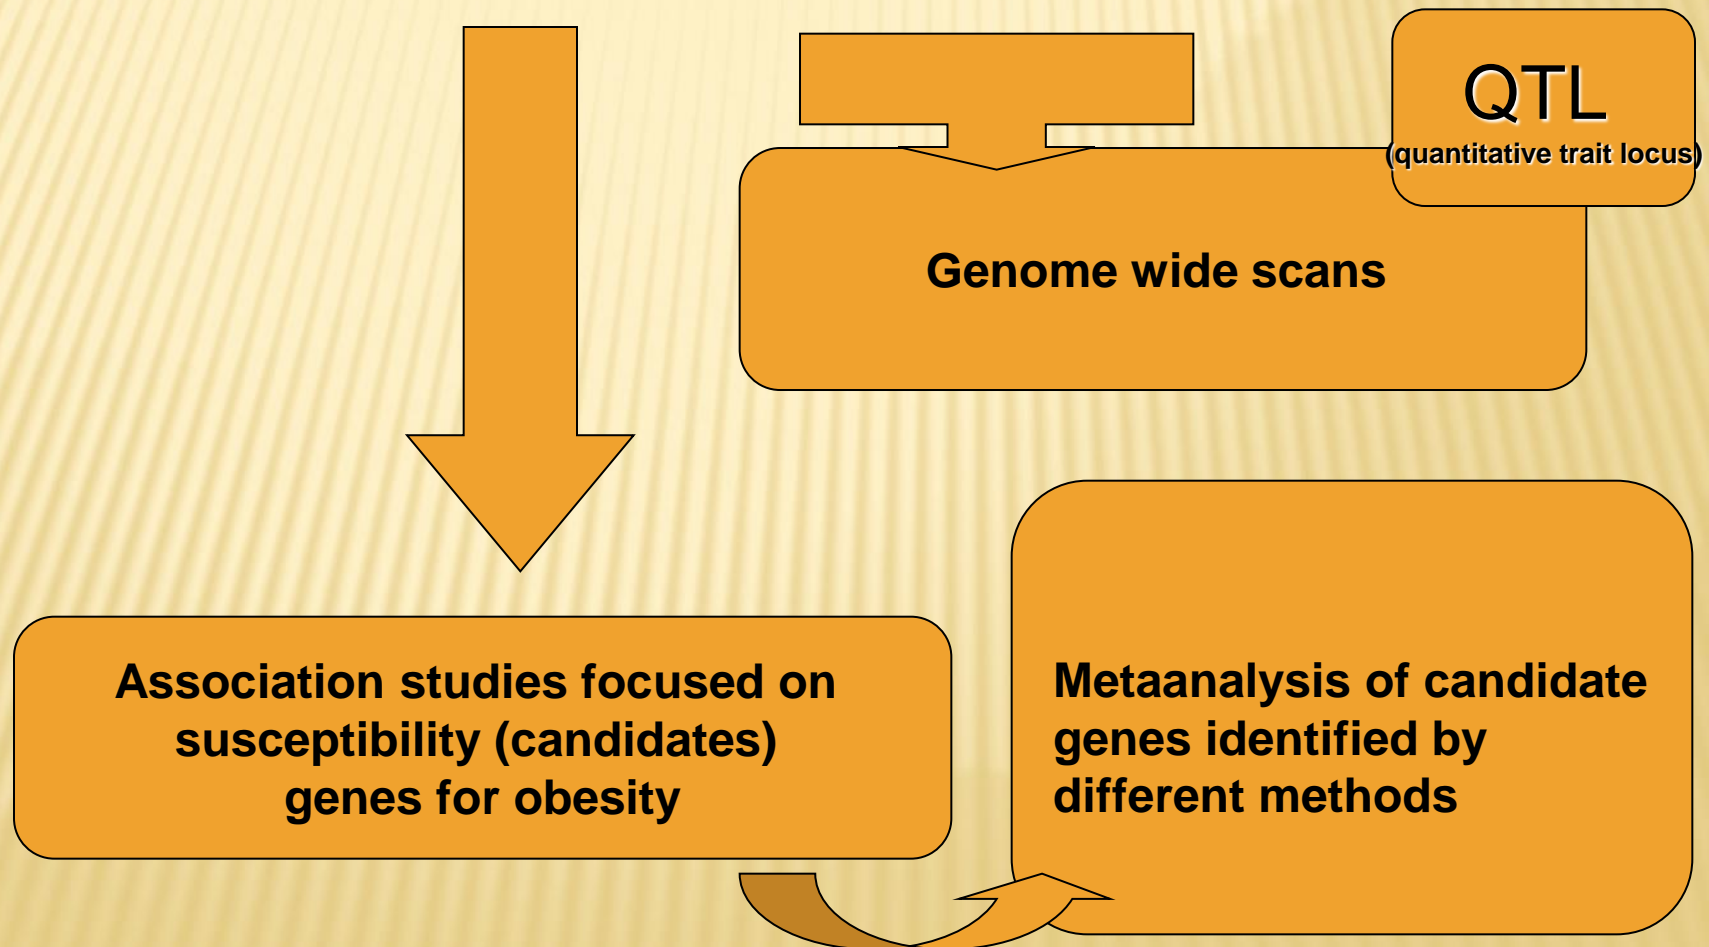 QTL
(quantitative trait locus)
Genome wide scans
Association studies focused on
susceptibility (candidates)
genes for obesity
Metaanalysis of candidate
genes identified by
different methods